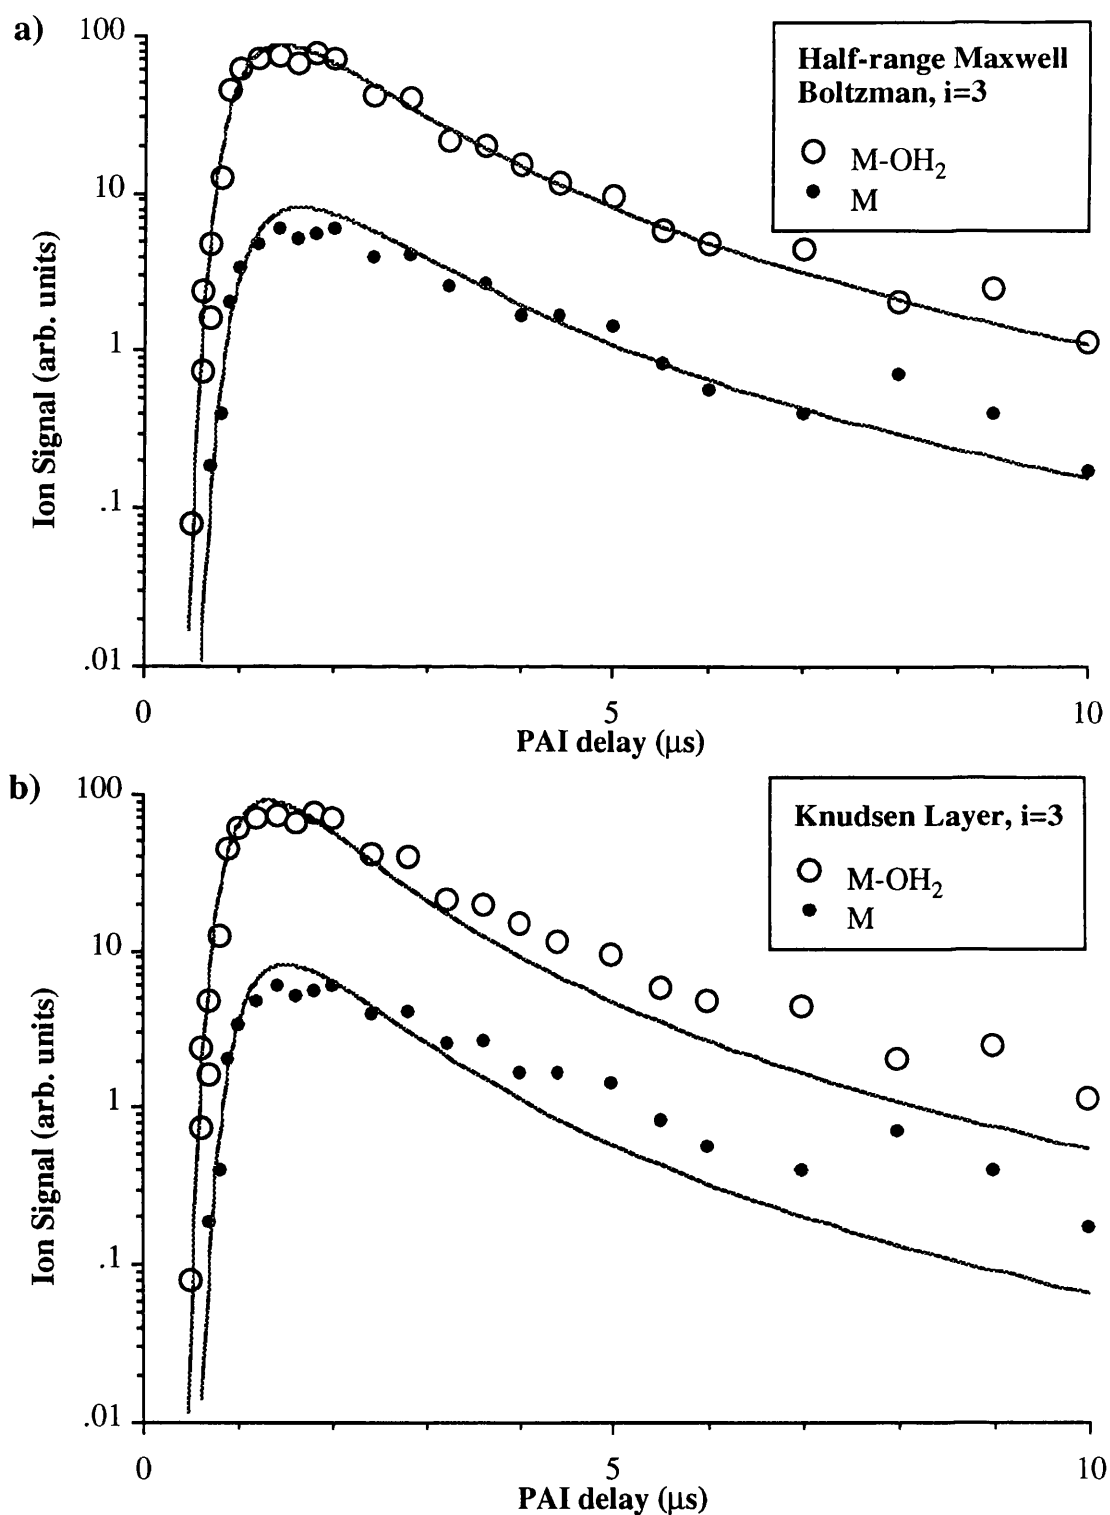 a)
100
10
1
.1
.01
Ion Signal (arb. units)
Half-range Maxwell
Boltzman, i=3
M-OH₂
M
0
5
10
PAI delay (μs)
b)
100
10
1
.1
.01
Ion Signal (arb. units)
Knudsen Layer, i=3
M-OH₂
M
0
5
10
PAI delay (μs)